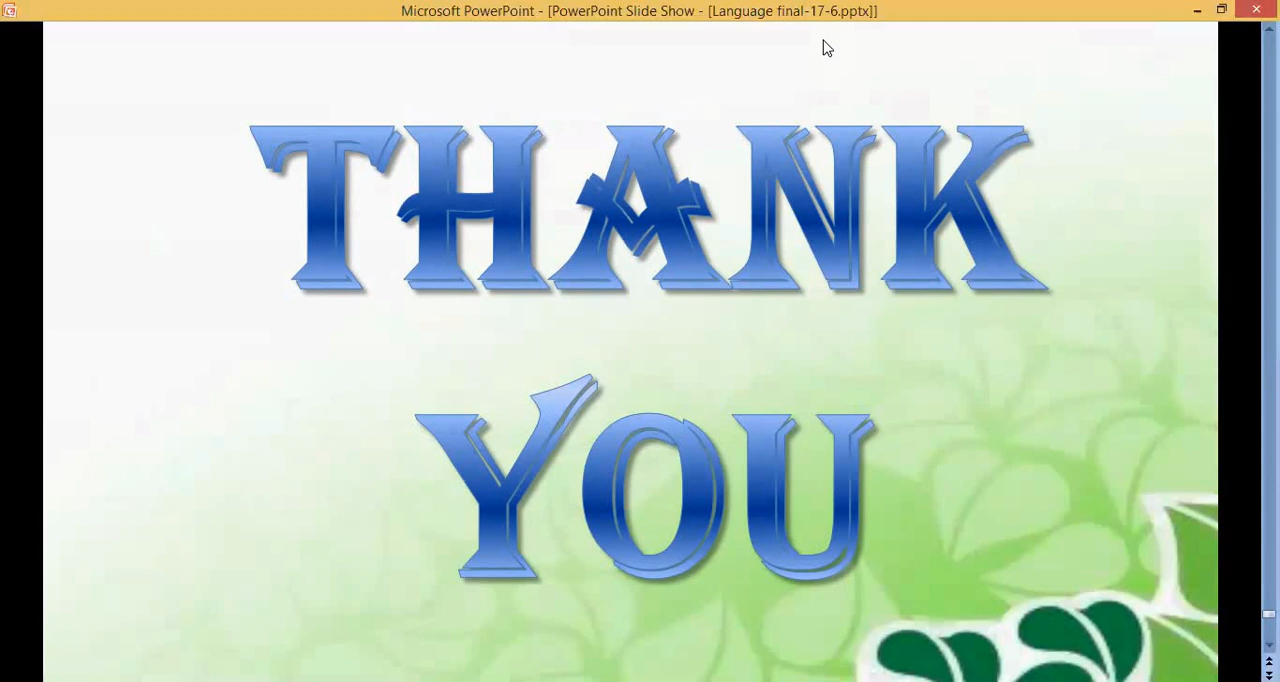 Microsoft PowerPoint - [PowerPoint Slide Show - [Language final-17-6.pptx]]
THANK
YOU